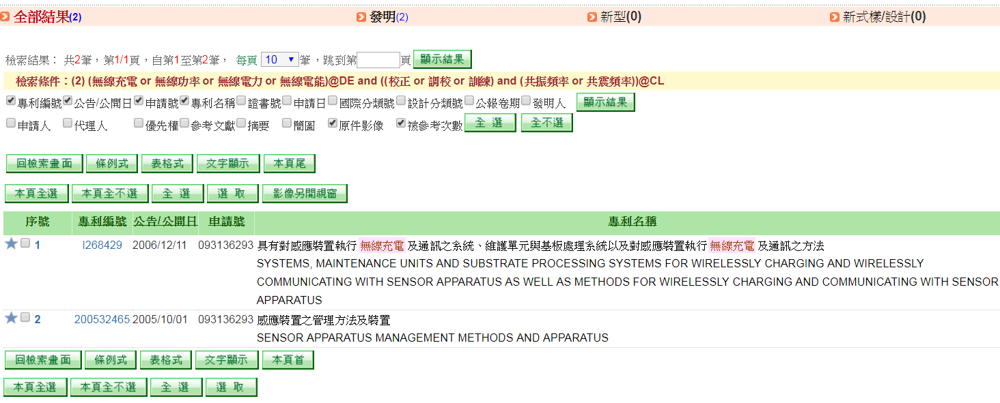 全部結果(2) 發明(2) 新型(0) 新式樣/設計(0)
檢索結果： 共2筆，第1/1頁，自第1至第2筆， 每頁 10 筆 ，跳到第 頁 顯示結果
檢索條件：(2) (無線充電 or 無線功率 or 無線電力 or 無線電能)@DE and ((校正 or 調校 or 訓練) and (共振頻率 or 共震頻率))@CL
專利編號 公告/公開日 申請號 專利名稱 證書號 申請日 國際分類號 設計分類號 公報卷期 發明人 顯示結果
申請人 代理人 優先權 參考文獻 摘要 簡圖 原件影像 被參考次數 全 選 全不選
回檢索畫面 條例式 表格式 文字顯示 本頁尾
本頁全選 本頁全不選 全 選 選 取 影像另開視窗
序號 專利編號 公告/公開日 申請號 專利名稱
1 I268429 2006/12/11 093136293 具有對感應裝置執行 無線充電 及通訊之系統、維護單元與基板處理系統以及對感應裝置執行 無線充電 及通訊之方法
SYSTEMS, MAINTENANCE UNITS AND SUBSTRATE PROCESSING SYSTEMS FOR WIRELESSLY CHARGING AND WIRELESSLY
COMMUNICATING WITH SENSOR APPARATUS AS WELL AS METHODS FOR WIRELESSLY CHARGING AND COMMUNICATING WITH SENSOR
APPARATUS
2 200532465 2005/10/01 093136293 感應裝置之管理方法及裝置
SENSOR APPARATUS MANAGEMENT METHODS AND APPARATUS
回檢索畫面 條例式 表格式 文字顯示 本頁首
本頁全選 本頁全不選 全 選 選 取